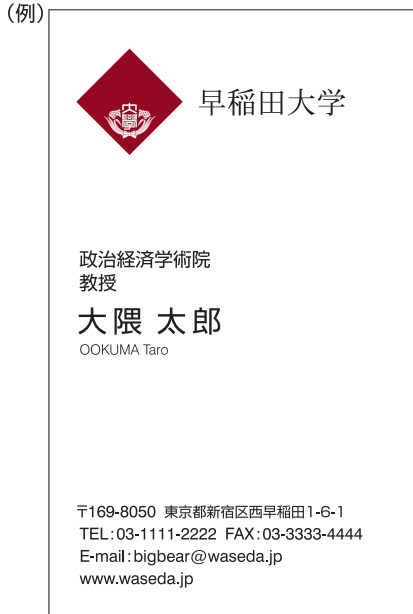 (例)
大學
早稲田大学
政治経済学術院
教授
大隈 太郎
OOKUMA Taro
〒169-8050 東京都新宿区西早稲田1-6-1
TEL:03-1111-2222 FAX:03-3333-4444
E-mail:bigbear@waseda.jp
www.waseda.jp